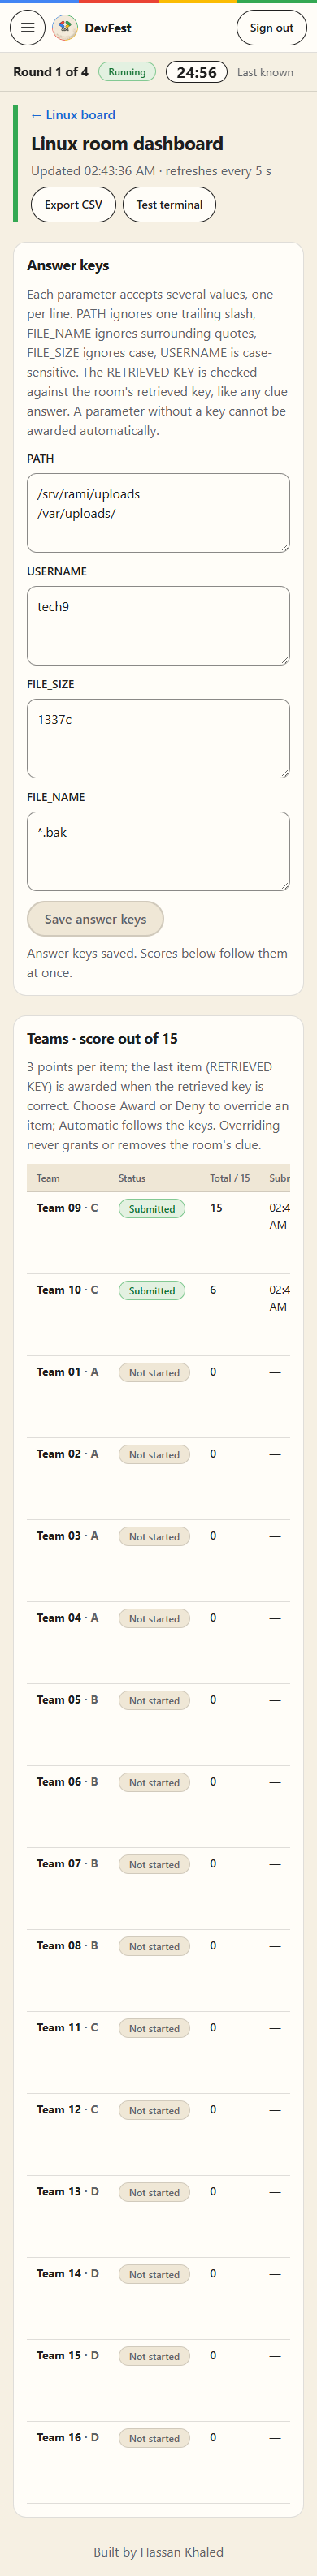 DevFest
Sign out
Round 1 of 4
Running
24:56
Last known
← Linux board
Linux room dashboard
Updated 02:43:36 AM · refreshes every 5 s
Export CSV
Test terminal
Answer keys
Each parameter accepts several values, one
per line. PATH ignores one trailing slash,
FILE_NAME ignores surrounding quotes,
FILE_SIZE ignores case, USERNAME is case-
sensitive. The RETRIEVED KEY is checked
against the room's retrieved key, like any clue
answer. A parameter without a key cannot be
awarded automatically.
PATH
/srv/rami/uploads
/var/uploads/
USERNAME
tech9
FILE_SIZE
1337c
FILE_NAME
*.bak
Save answer keys
Answer keys saved. Scores below follow them
at once.
Teams · score out of 15
3 points per item; the last item (RETRIEVED
KEY) is awarded when the retrieved key is
correct. Choose Award or Deny to override an
item; Automatic follows the keys. Overriding
never grants or removes the room's clue.
Team Status Total / 15 Subr
Team 09 · C Submitted 15 02:4
AM
Team 10 · C Submitted 6 02:4
AM
Team 01 · A Not started 0 —
Team 02 · A Not started 0 —
Team 03 · A Not started 0 —
Team 04 · A Not started 0 —
Team 05 · B Not started 0 —
Team 06 · B Not started 0 —
Team 07 · B Not started 0 —
Team 08 · B Not started 0 —
Team 11 · C Not started 0 —
Team 12 · C Not started 0 —
Team 13 · D Not started 0 —
Team 14 · D Not started 0 —
Team 15 · D Not started 0 —
Team 16 · D Not started 0 —
Built by Hassan Khaled